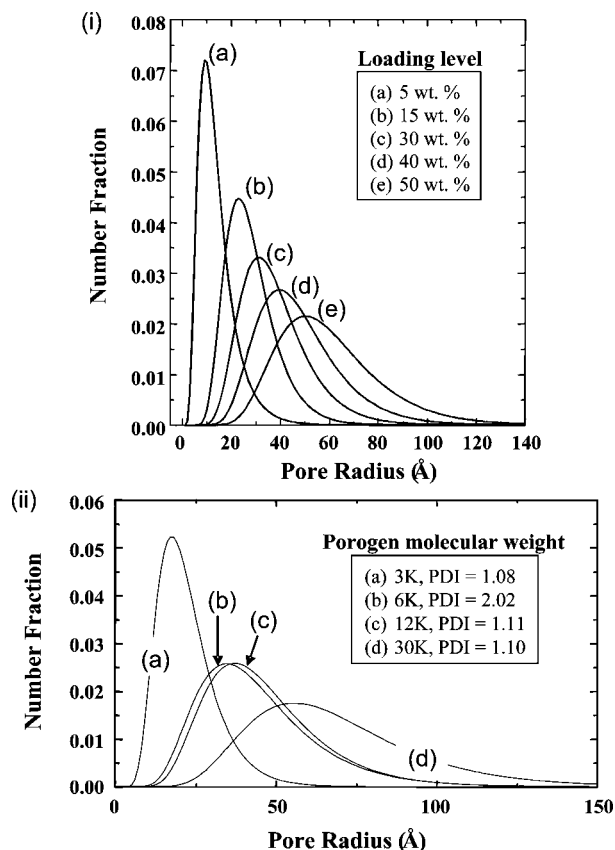 (i)
0.08
0.07
0.06
0.05
0.04
0.03
0.02
0.01
0.00
Number Fraction
(a)
(b)
(c)
(d)
(e)
Loading level
(a) 5 wt. %
(b) 15 wt. %
(c) 30 wt. %
(d) 40 wt. %
(e) 50 wt. %
0 20 40 60 80 100 120 140
Pore Radius (Å)
(ii)
0.06
0.05
0.04
0.03
0.02
0.01
0.00
Number Fraction
(a)
(b)
(c)
(d)
Porogen molecular weight
(a) 3K, PDI = 1.08
(b) 6K, PDI = 2.02
(c) 12K, PDI = 1.11
(d) 30K, PDI = 1.10
0 50 100 150
Pore Radius (Å)